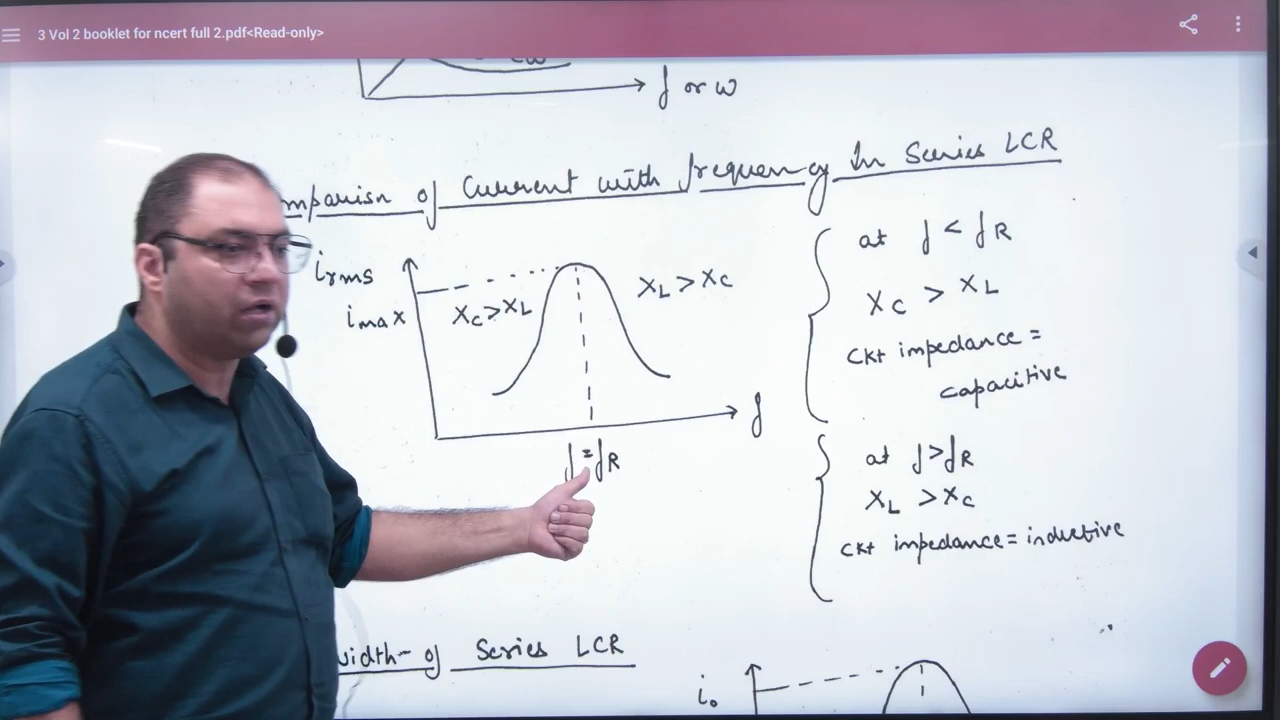 3 Vol 2 booklet for ncert full 2.pdf<Read-only>
f or ω
mparisn of Current with frequency In Series LCR
irms
imax
XC > XL
XL > XC
f
f = fR
at f < fR
XC > XL
Ckt impedance =
capacitive
at f > fR
XL > XC
Ckt impedance = inductive
width of Series LCR
i₀